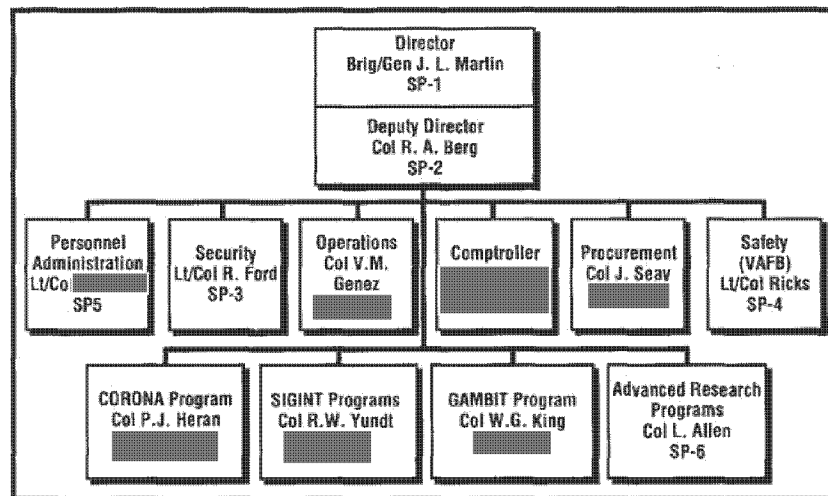 Director
Brig/Gen J. L. Martin
SP-1
Deputy Director
Col R. A. Berg
SP-2
Personnel
Administration
Lt/Col
SP5
Security
Lt/Col R. Ford
SP-3
Operations
Col V.M.
Genez
Comptroller
Procurement
Col J. Seay
Safety
(VAFB)
Lt/Col Ricks
SP-4
CORONA Program
Col P.J. Heran
SIGINT Programs
Col R.W. Yundt
GAMBIT Program
Col W.G. King
Advanced Research
Programs
Col L. Allen
SP-6